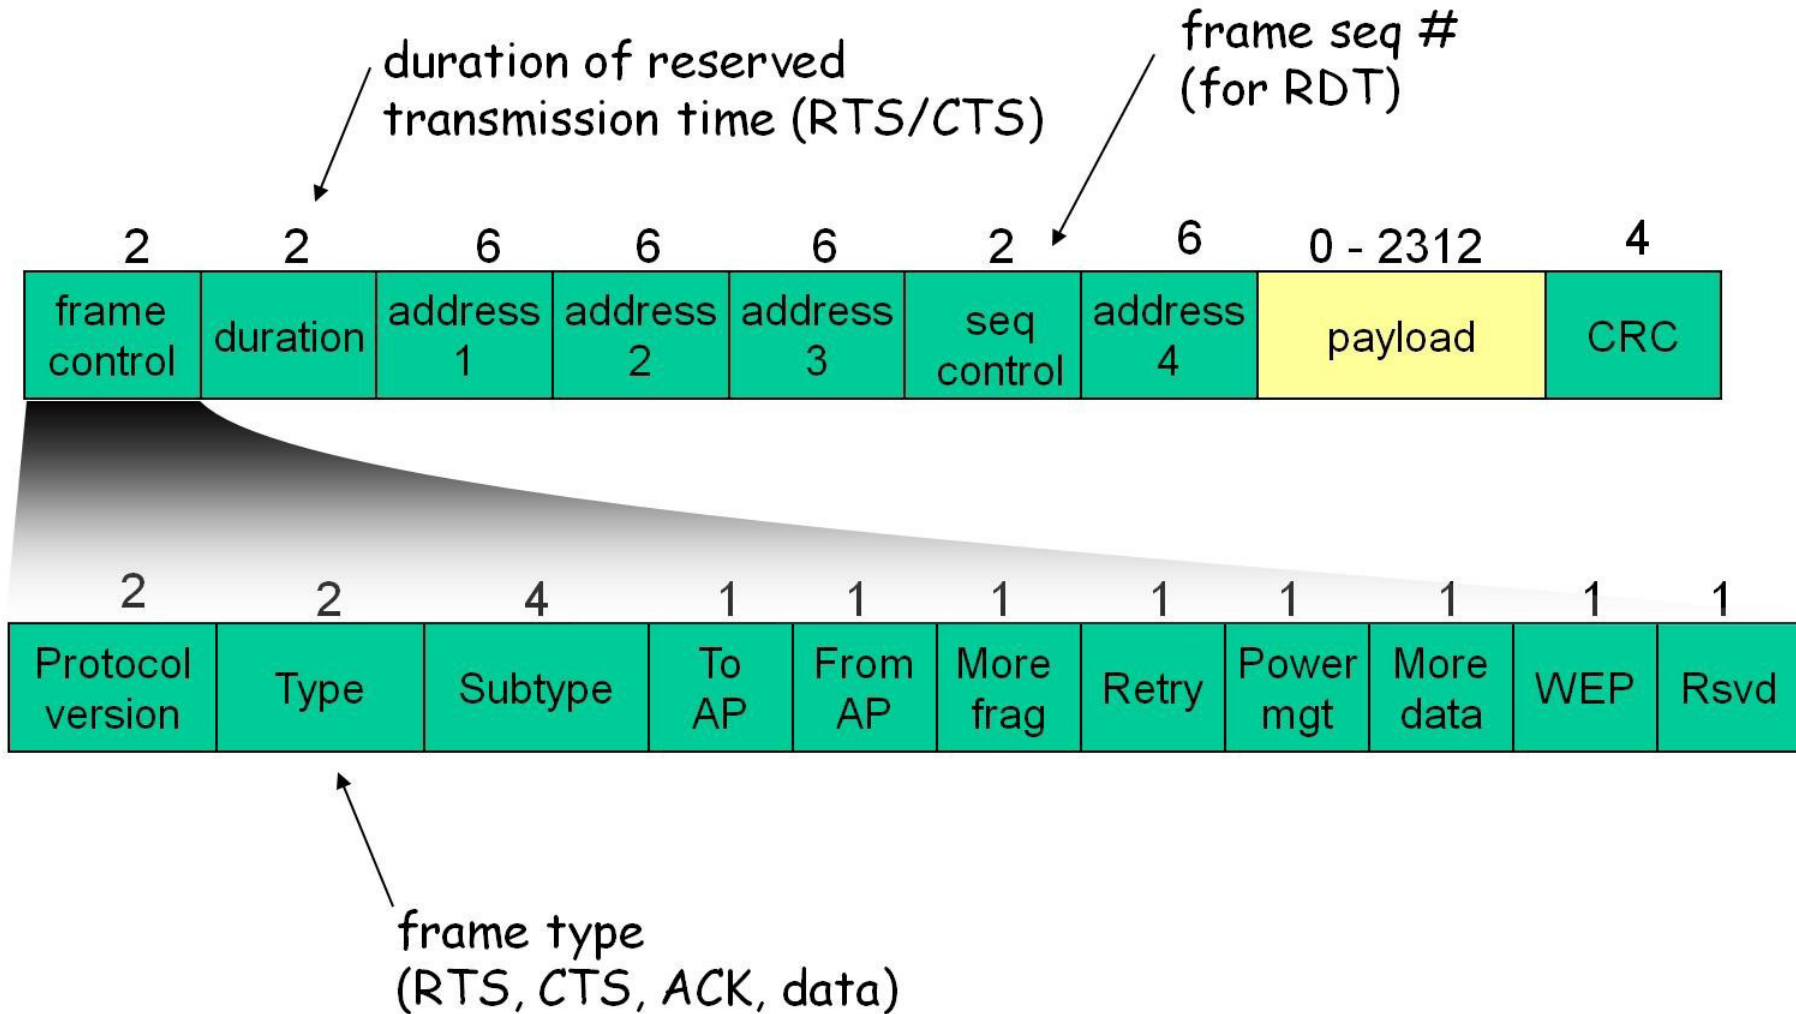 duration of reserved
transmission time (RTS/CTS)
frame seq #
(for RDT)
2 2 6 6 6 2 6 0 - 2312 4
frame control duration address 1 address 2 address 3 seq control address 4 payload CRC
2 2 4 1 1 1 1 1 1 1 1
Protocol version Type Subtype To AP From AP More frag Retry Power mgt More data WEP Rsvd
frame type
(RTS, CTS, ACK, data)